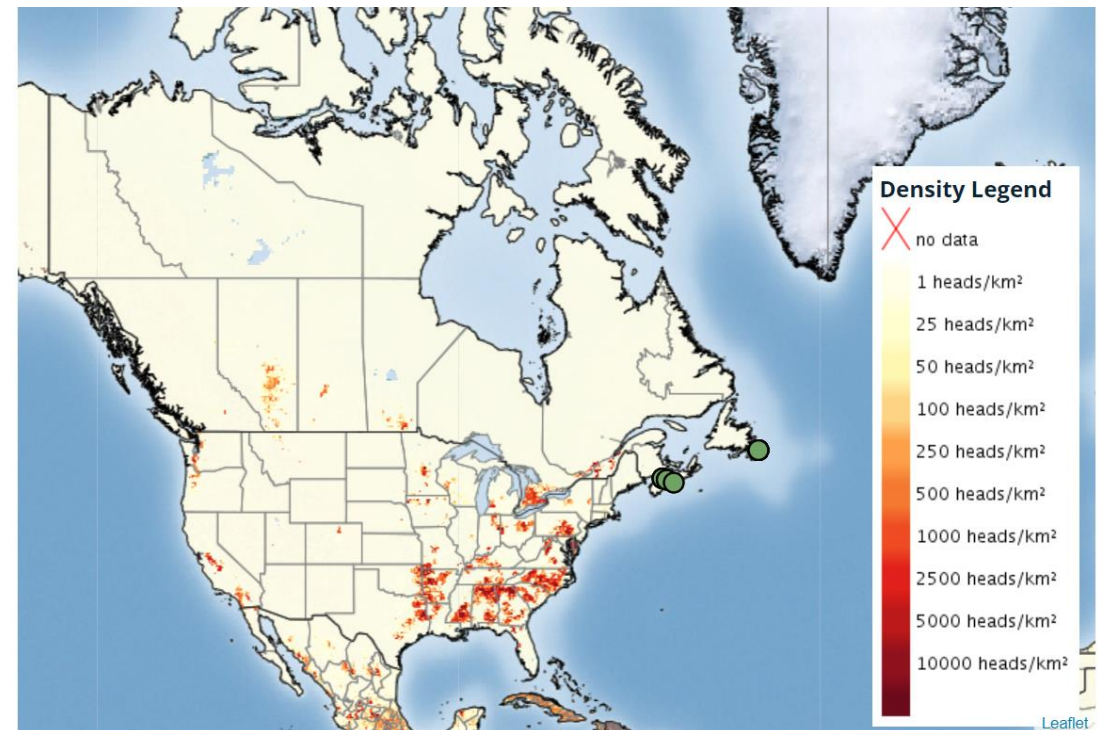 Density Legend
no data
1 heads/km²
25 heads/km²
50 heads/km²
100 heads/km²
250 heads/km²
500 heads/km²
1000 heads/km²
2500 heads/km²
5000 heads/km²
10000 heads/km²
Leaflet